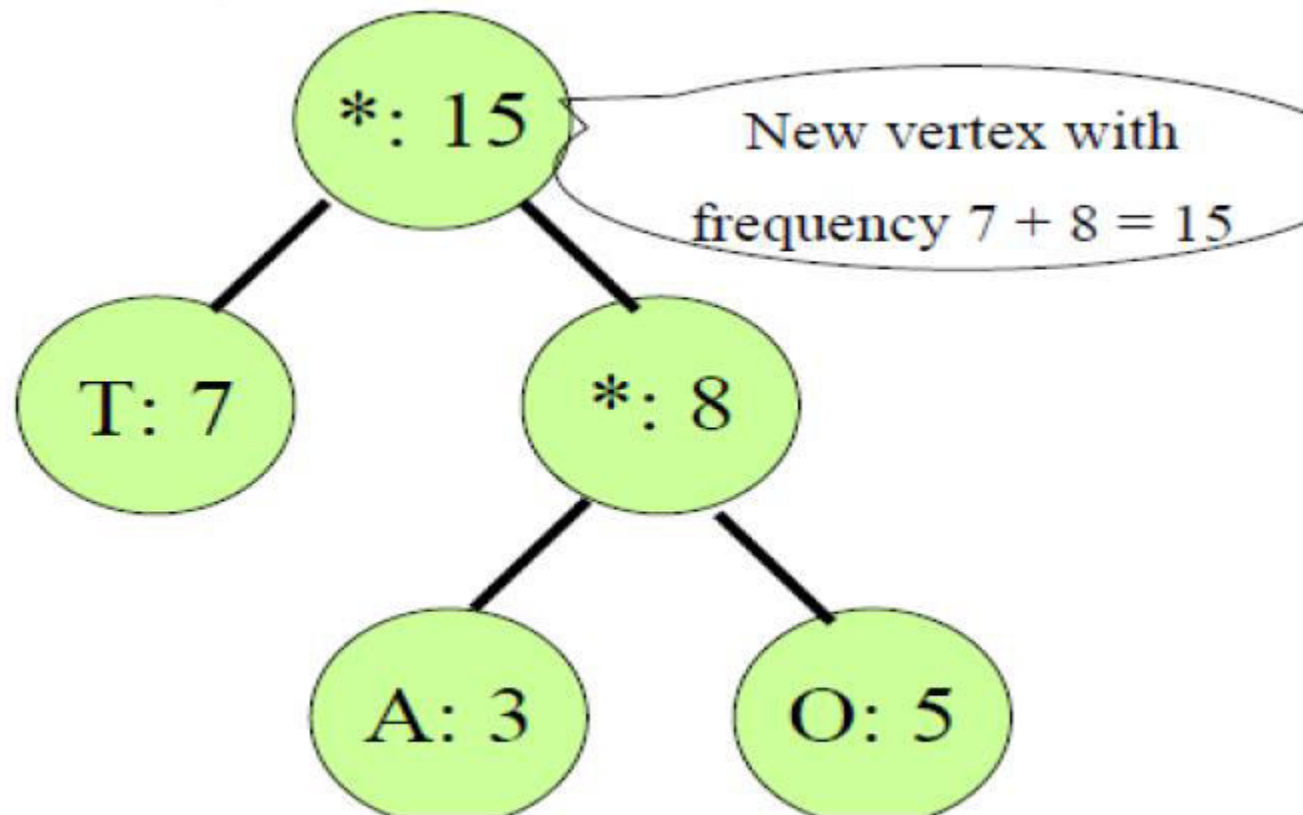 *: 15
New vertex with
frequency 7 + 8 = 15
T: 7
*: 8
A: 3
O: 5